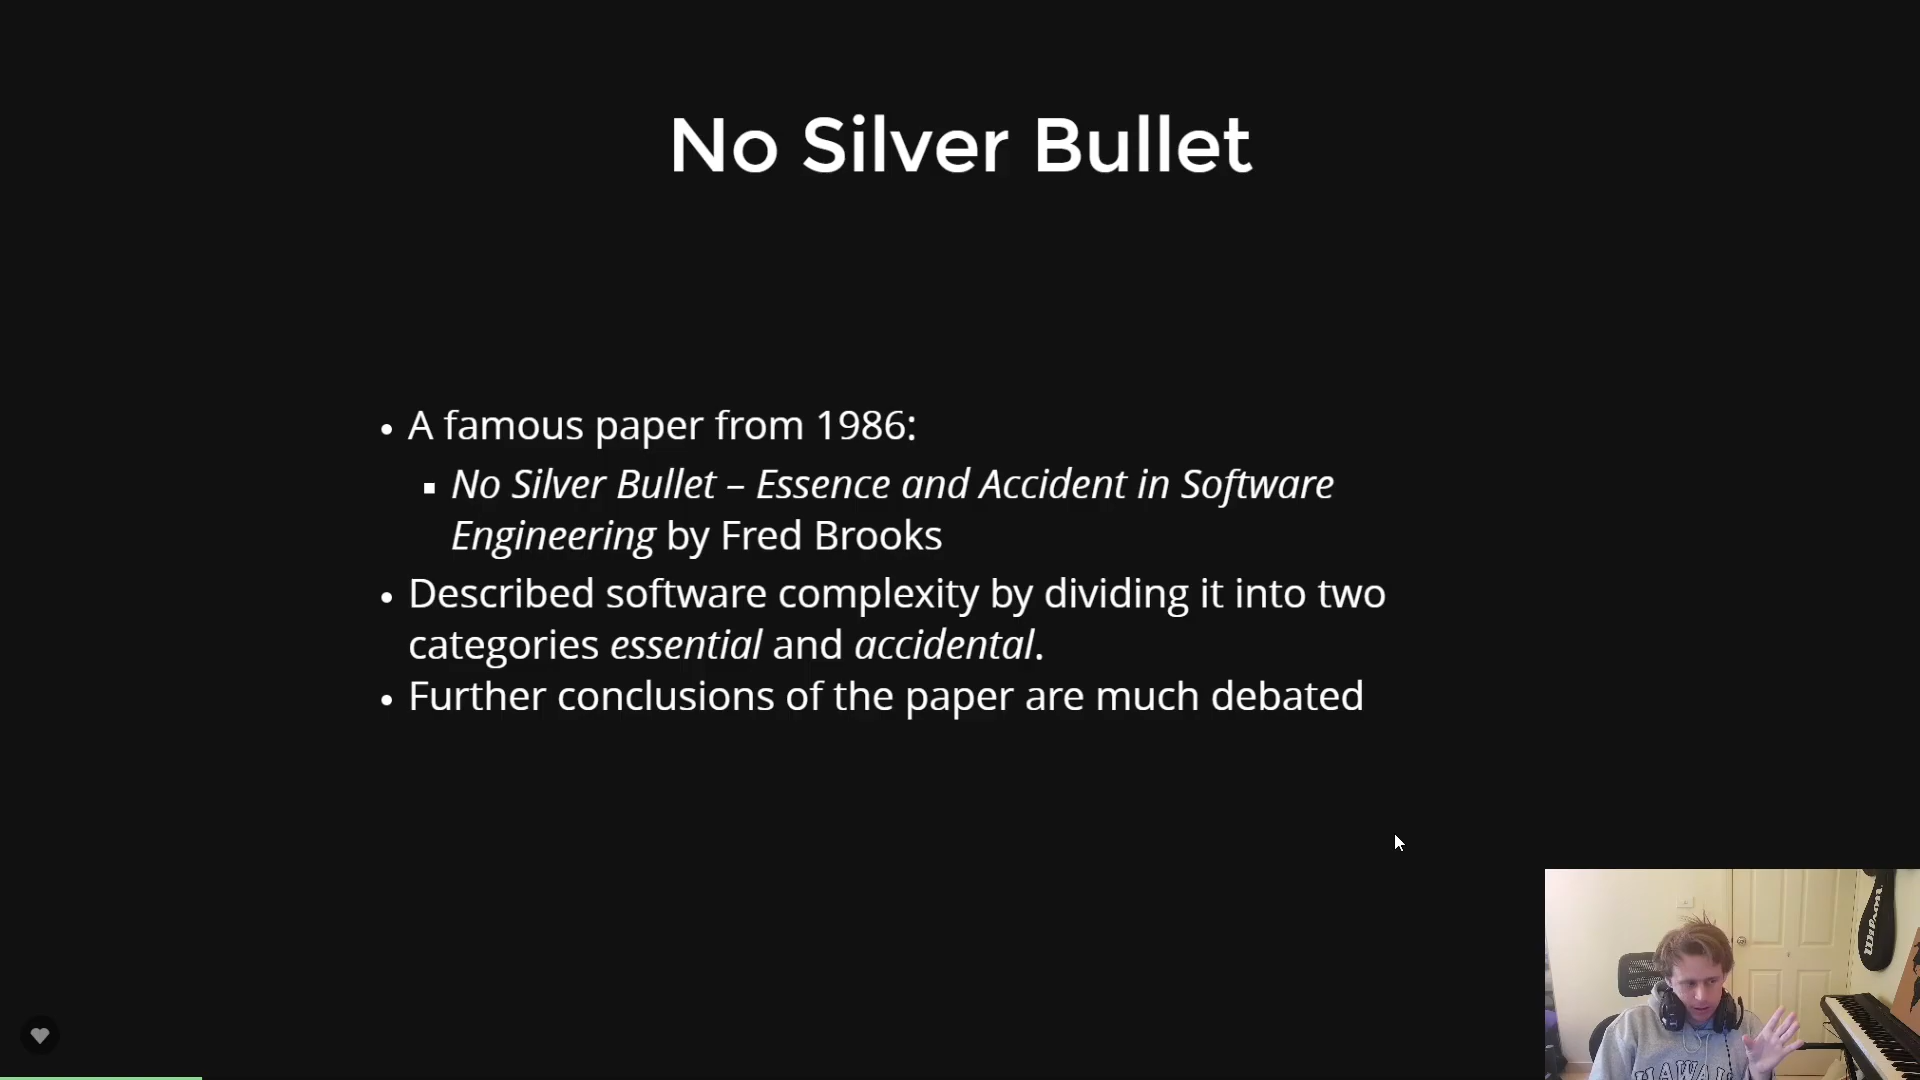 No Silver Bullet
• A famous paper from 1986:
▪ No Silver Bullet – Essence and Accident in Software
Engineering by Fred Brooks
• Described software complexity by dividing it into two
categories essential and accidental.
• Further conclusions of the paper are much debated
Wilson
HAWAII